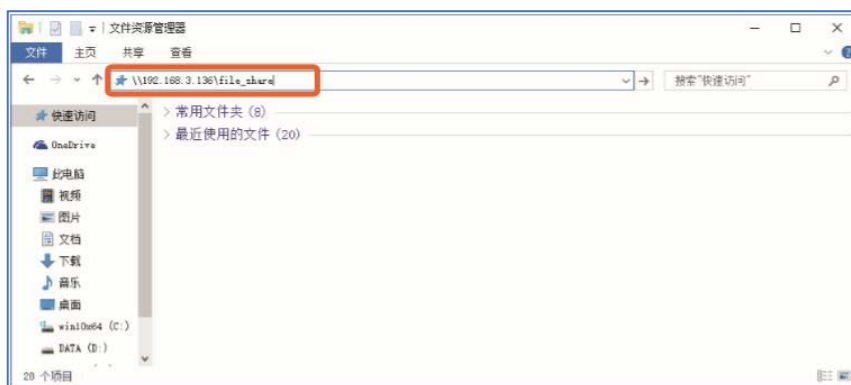 文件资源管理器
文件 主页 共享 查看
\\192.168.3.136\file_share
搜索"快速访问"
快速访问
OneDrive
此电脑
视频
图片
文档
下载
音乐
桌面
win10x64 (C:)
DATA (D:)
常用文件夹 (8)
最近使用的文件 (20)
20 个项目